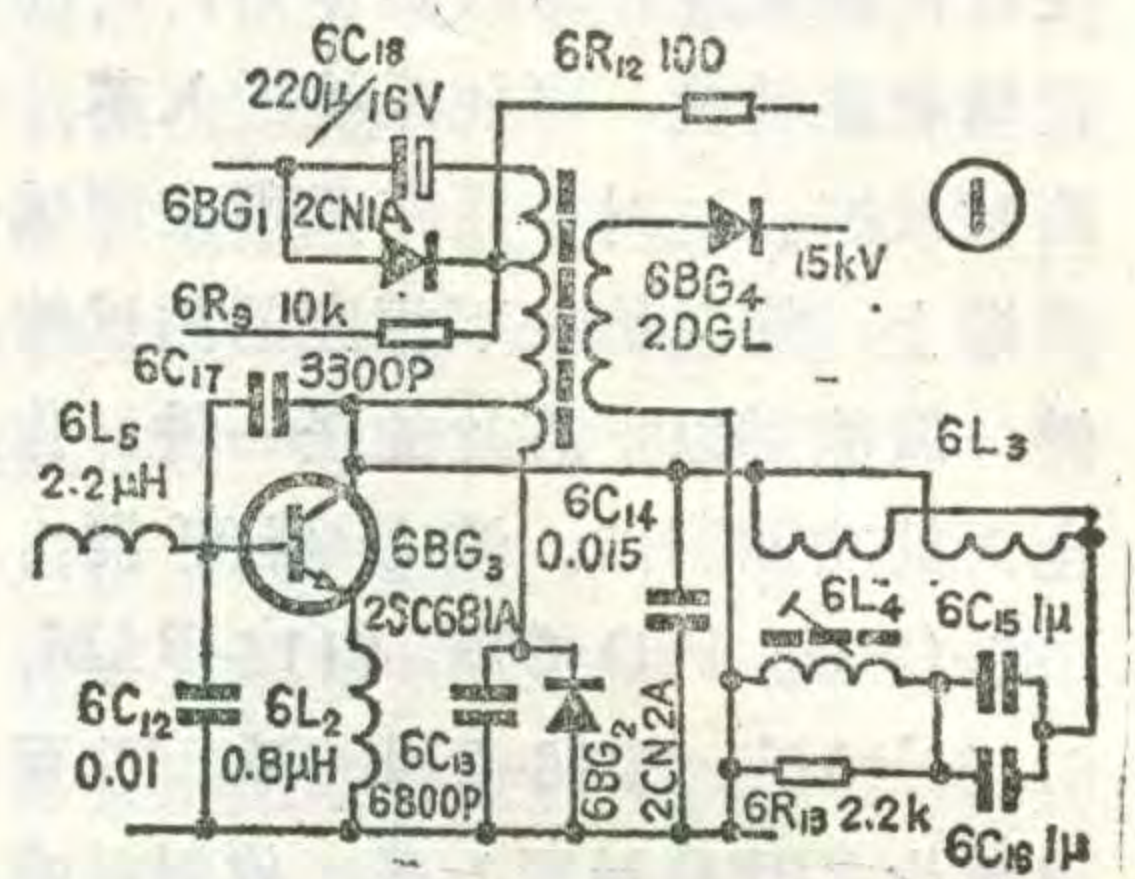 6C₁₈
220μ/16V
6R₁₂ 100
6BG₁
2CN1A
①
15kV
6BG₄
2DGL
6R₉ 10k
6C₁₇
3300P
6L₅
2.2μH
6L₃
6C₁₄
0.015
6BG₃
2SC681A
6L₄
6C₁₅ 1μ
6C₁₂
0.01
6L₂
0.8μH
6C₁₃
6800P
6BG₂
2CN2A
6R₁₃ 2.2k
6C₁₆ 1μ